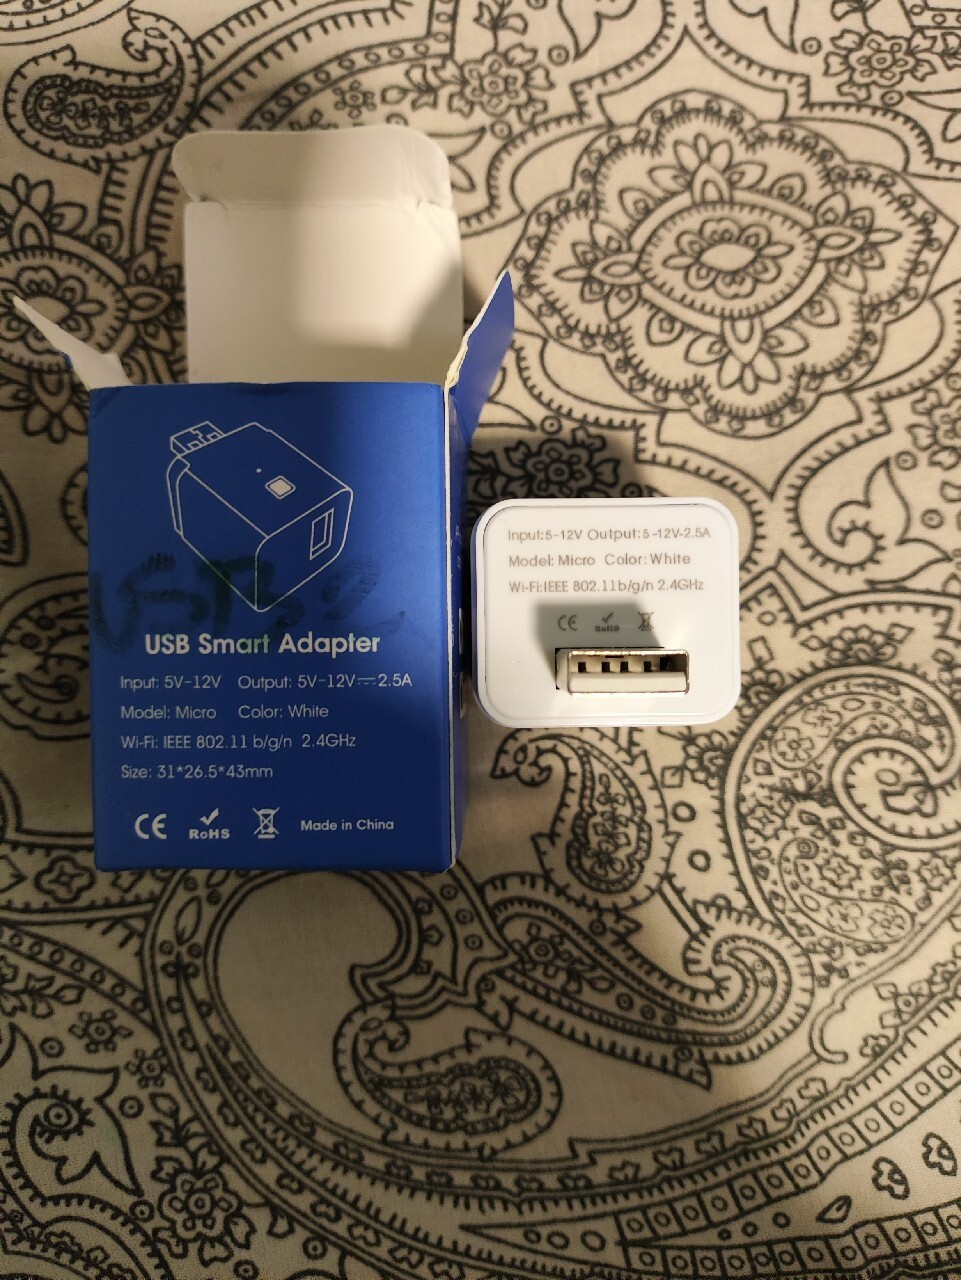 USB 2
USB Smart Adapter
Input: 5V-12V Output: 5V-12V⎓2.5A
Model: Micro Color: White
Wi-Fi: IEEE 802.11 b/g/n 2.4GHz
Size: 31*26.5*43mm
CE RoHS Made in China
Input:5-12V Output:5-12V-2.5A
Model: Micro Color: White
Wi-Fi:IEEE 802.11b/g/n 2.4GHz
CE RoHS